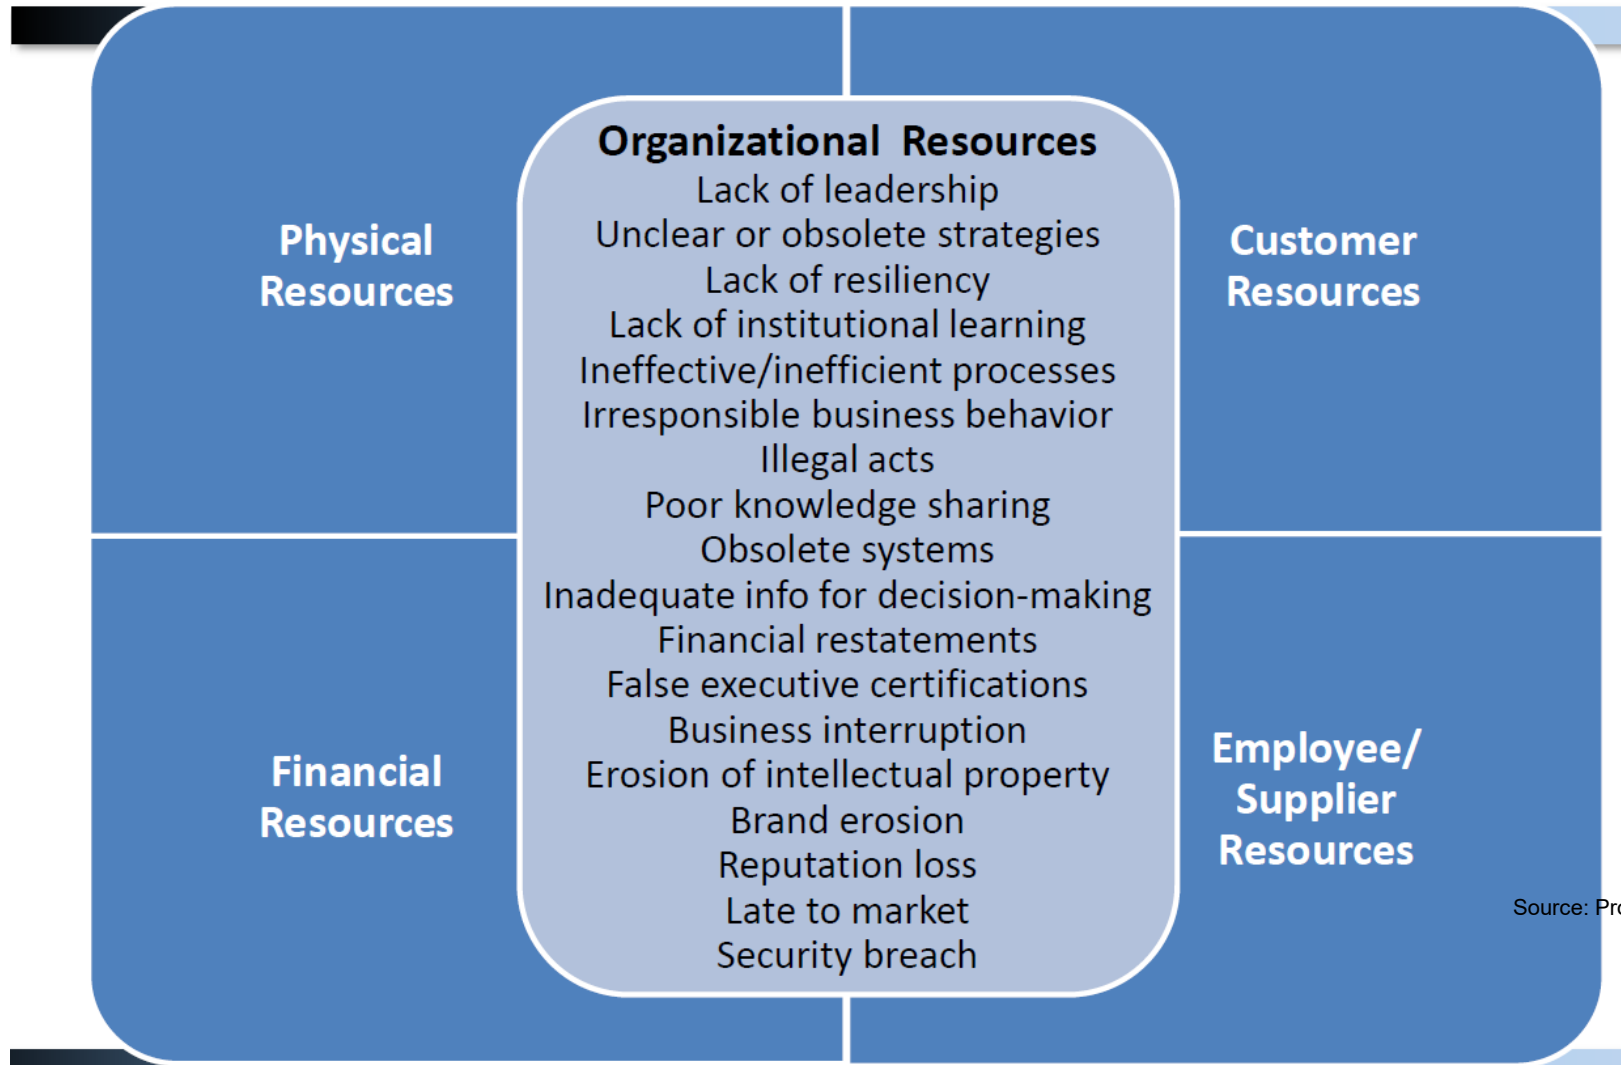 Physical
Resources
Organizational Resources
Lack of leadership
Unclear or obsolete strategies
Lack of resiliency
Lack of institutional learning
Ineffective/inefficient processes
Irresponsible business behavior
Illegal acts
Poor knowledge sharing
Obsolete systems
Inadequate info for decision-making
Financial restatements
False executive certifications
Business interruption
Erosion of intellectual property
Brand erosion
Reputation loss
Late to market
Security breach
Customer
Resources
Financial
Resources
Employee/
Supplier
Resources
Source: